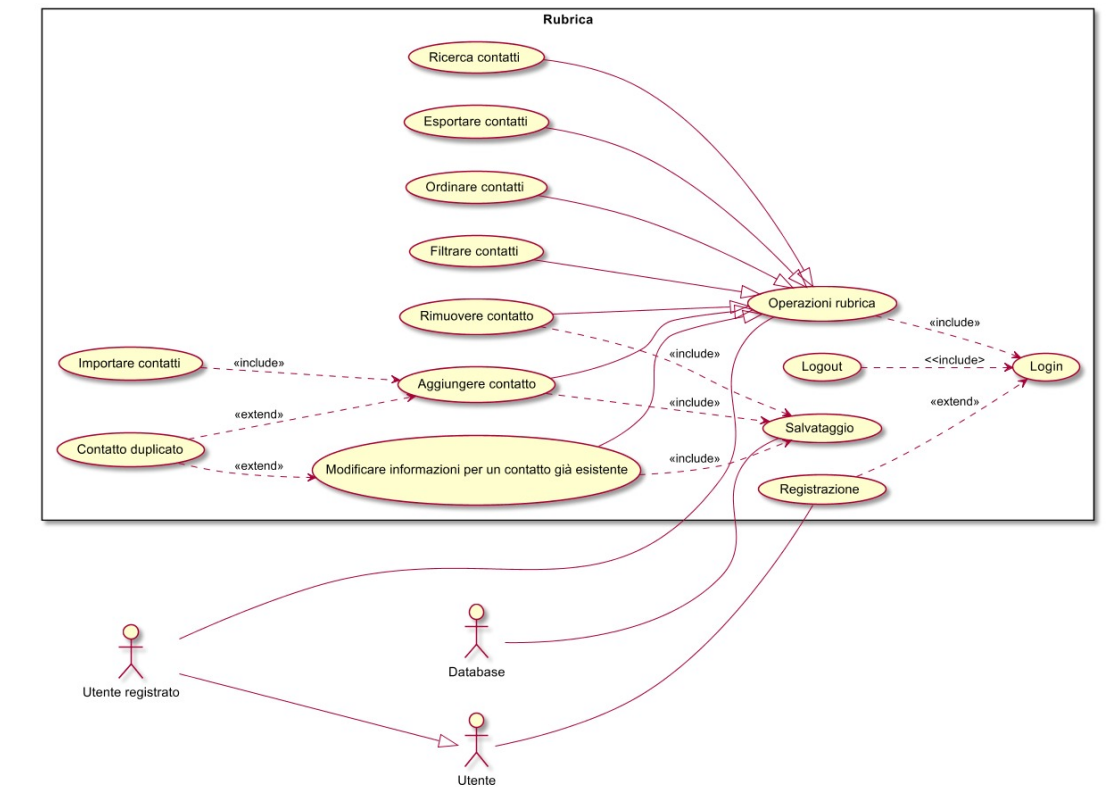 Rubrica
Ricerca contatti
Esportare contatti
Ordinare contatti
Filtrare contatti
Operazioni rubrica
Rimuovere contatto
«include»
«include»
Importare contatti
«include»
<<include>
Logout
Login
Aggiungere contatto
«include»
«extend»
«extend»
Salvataggio
Contatto duplicato
«extend»
Modificare informazioni per un contatto già esistente
«include»
Registrazione
Utente registrato
Database
Utente